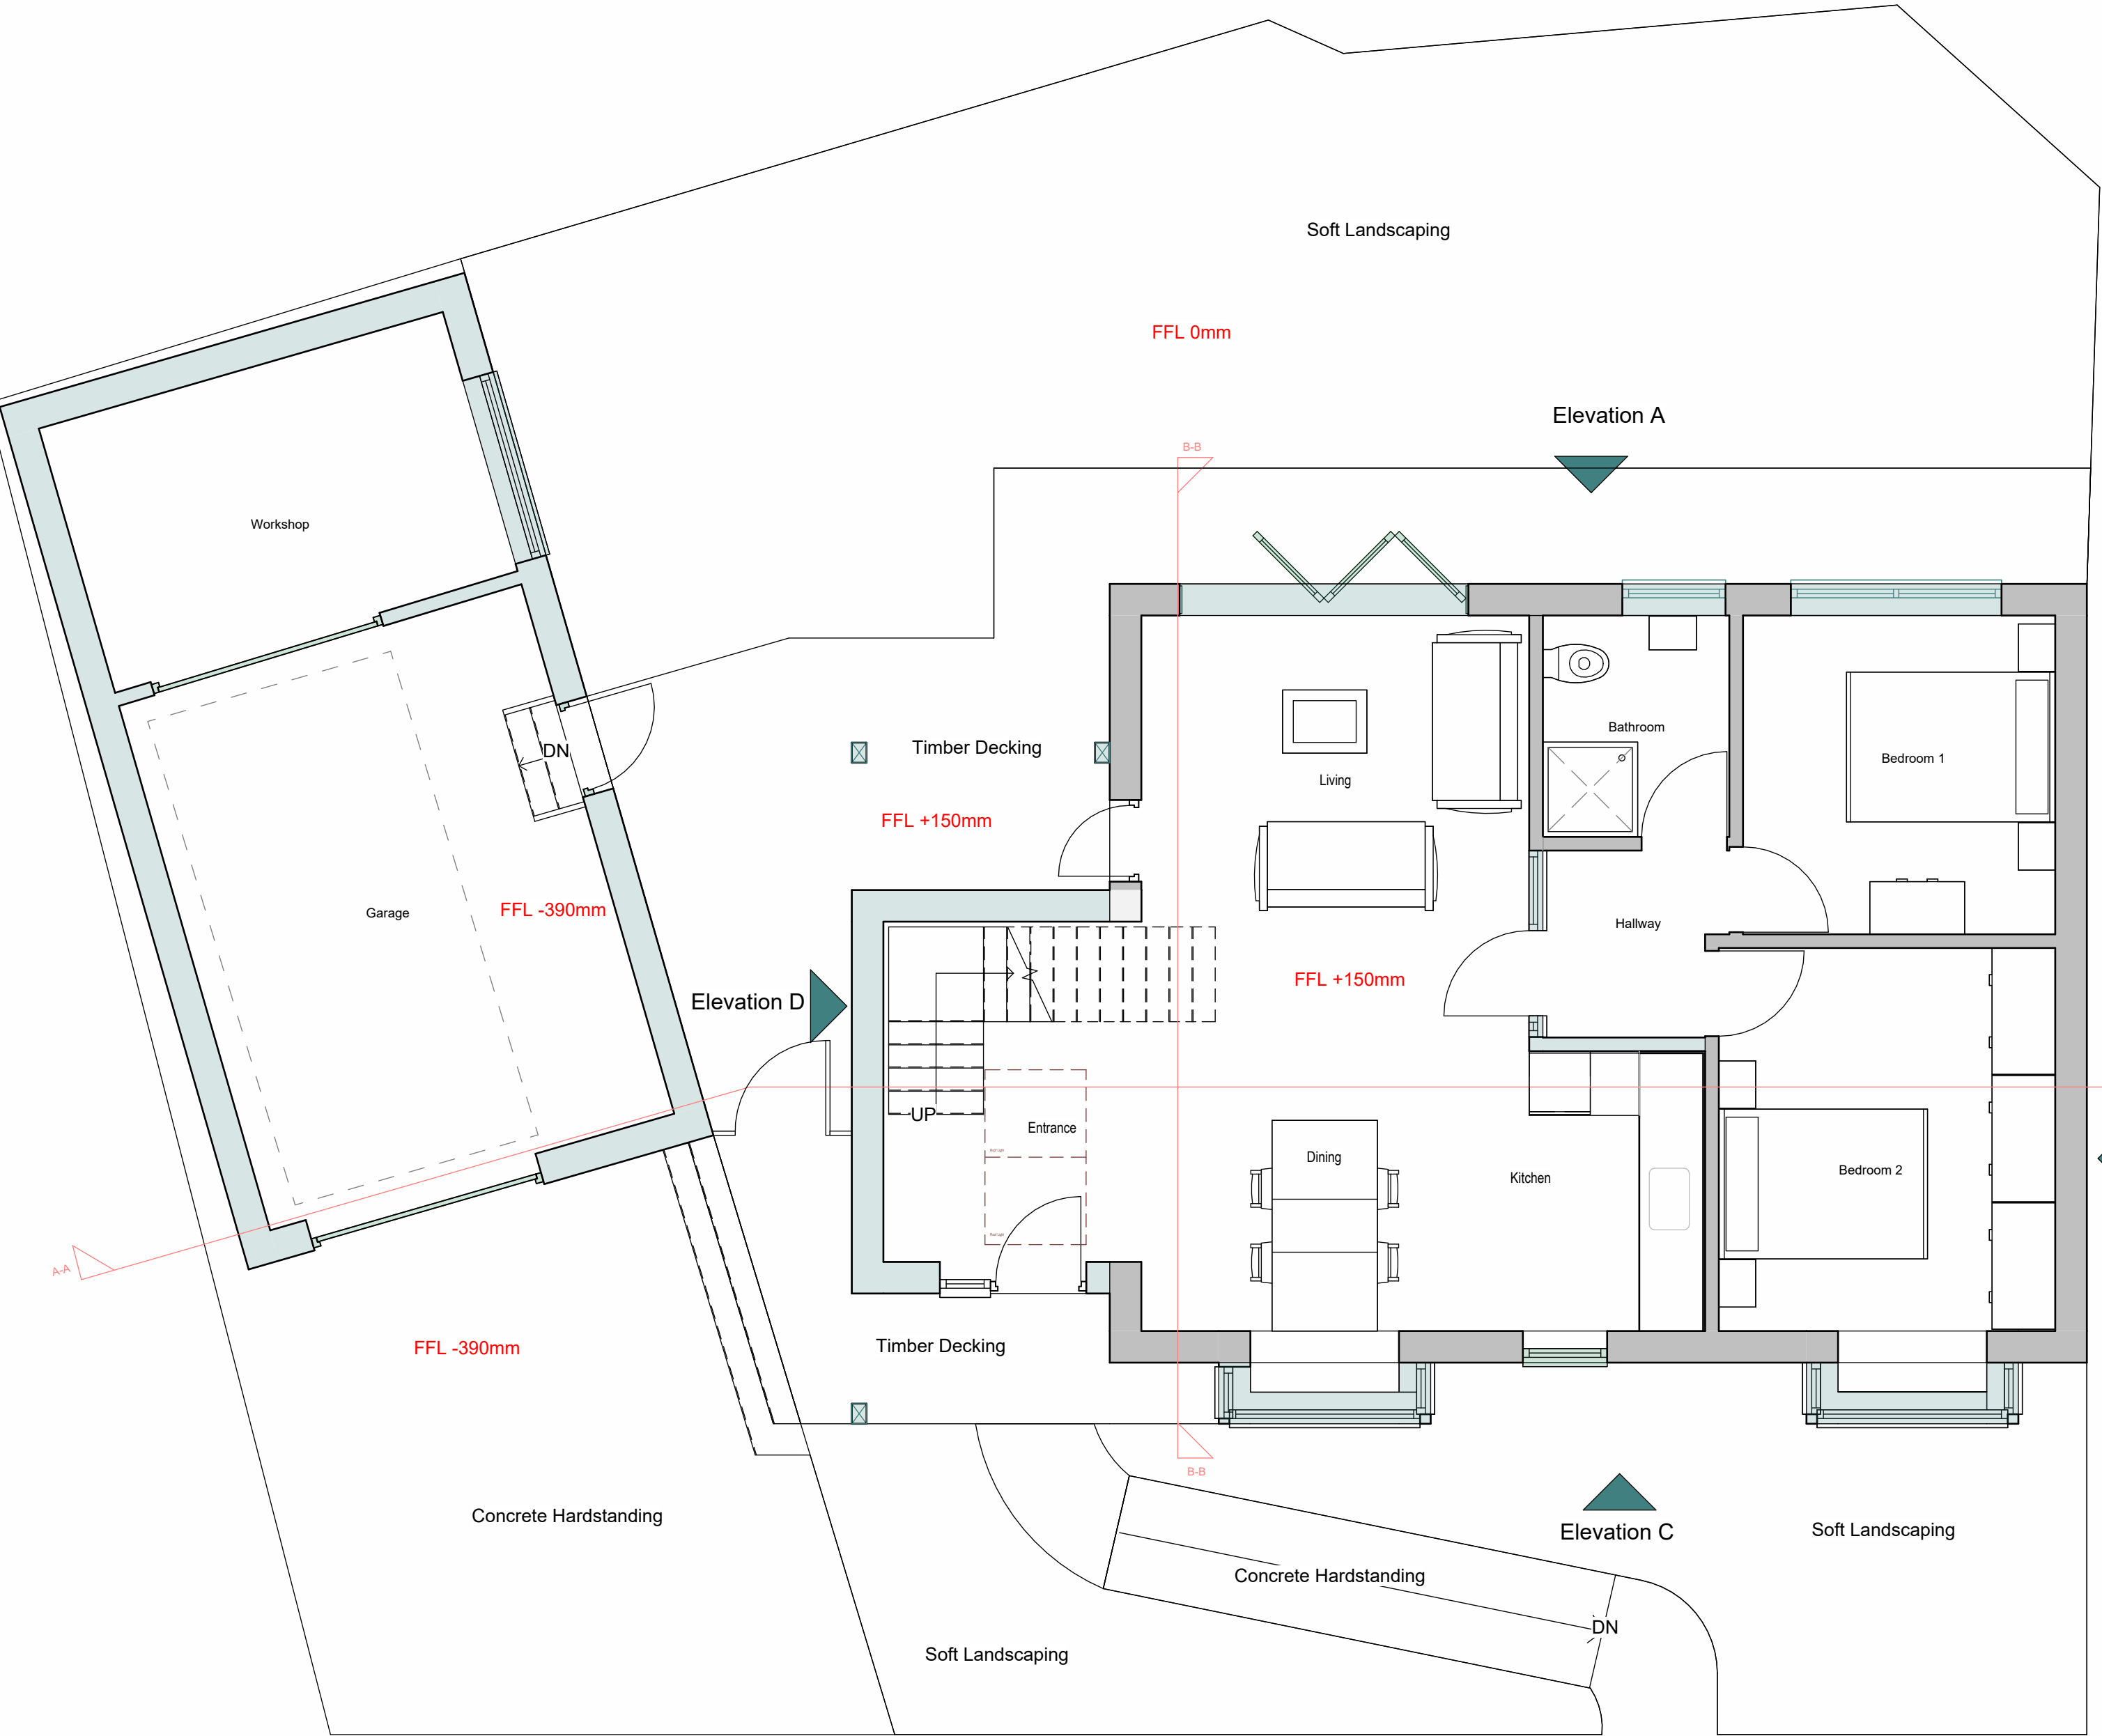 Soft Landscaping
FFL 0mm
Elevation A
B-B
Workshop
Bathroom
DN
Timber Decking
Bedroom 1
Living
FFL +150mm
Garage
FFL -390mm
Hallway
FFL +150mm
Elevation D
UP
Entrance
Dining
Kitchen
Bedroom 2
A-A
FFL -390mm
Timber Decking
B-B
Concrete Hardstanding
Elevation C
Soft Landscaping
Concrete Hardstanding
DN
Soft Landscaping